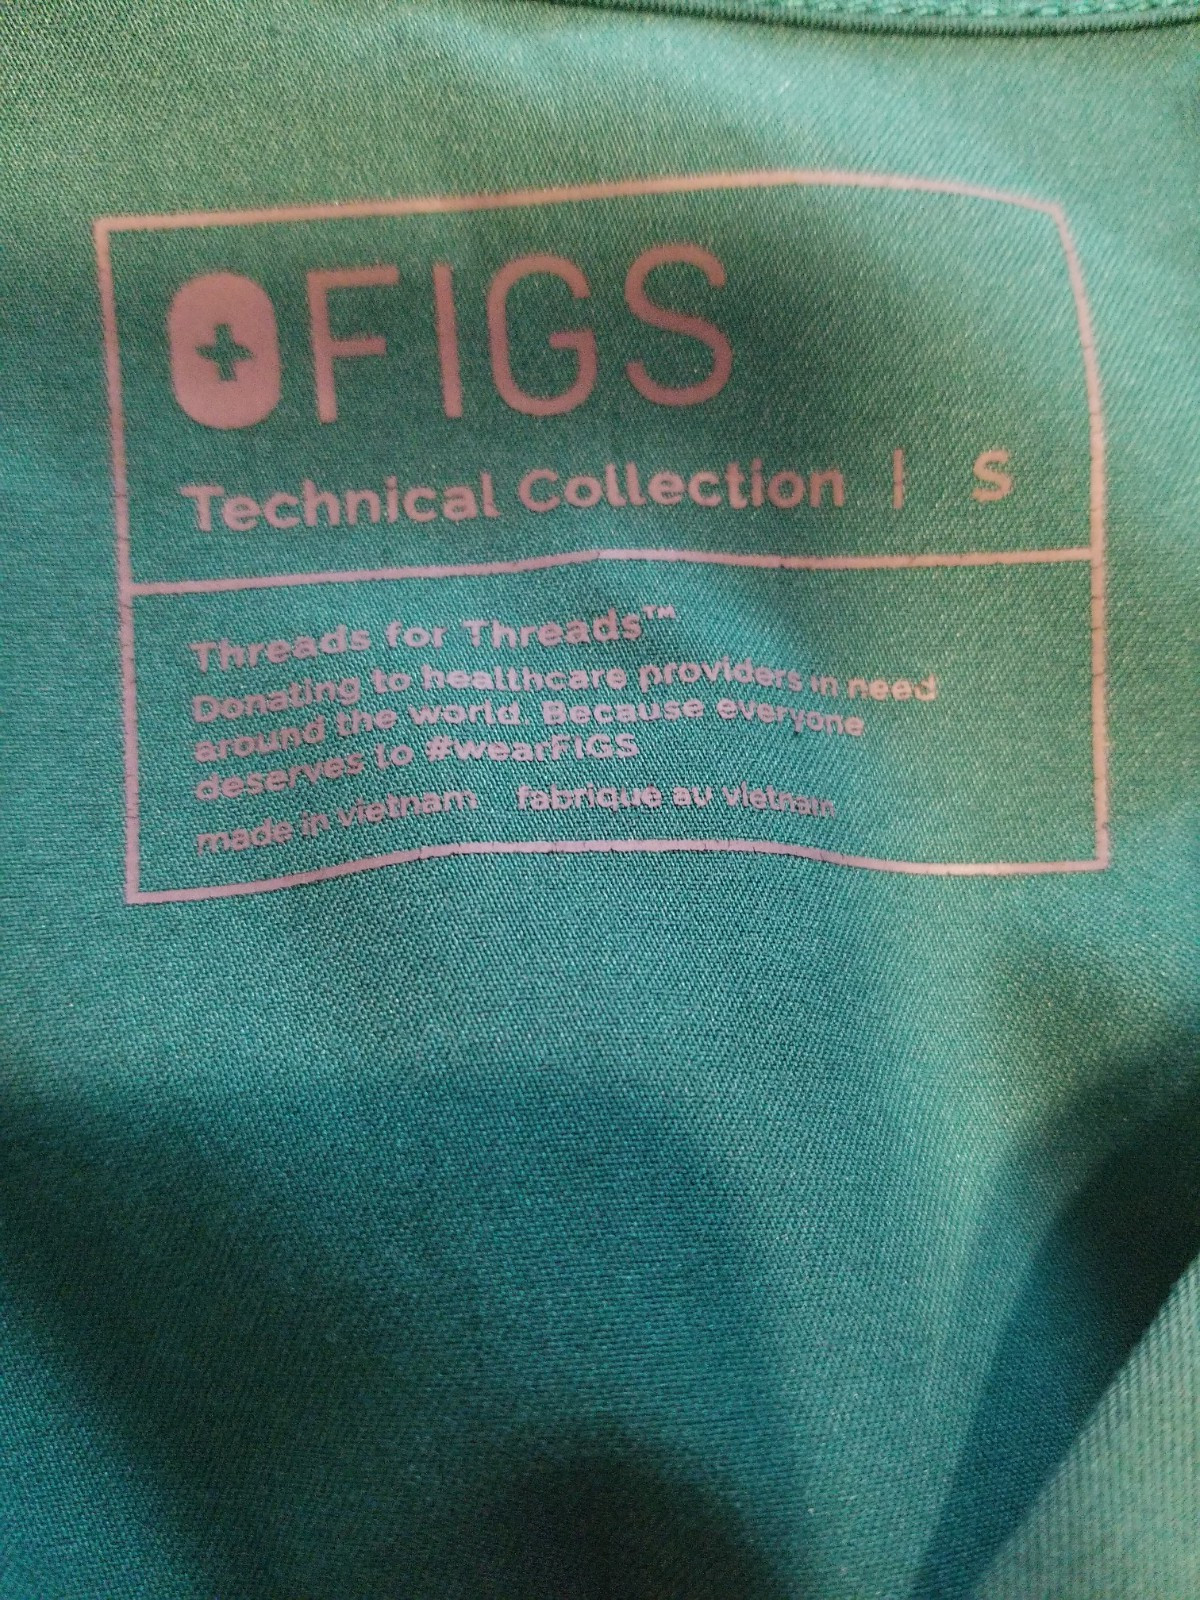 FIGS
Technical Collection | S
Threads for Threads™
Donating to healthcare providers in need
around the world. Because everyone
deserves to #wearFIGS
made in vietnam fabriqué au vietnam